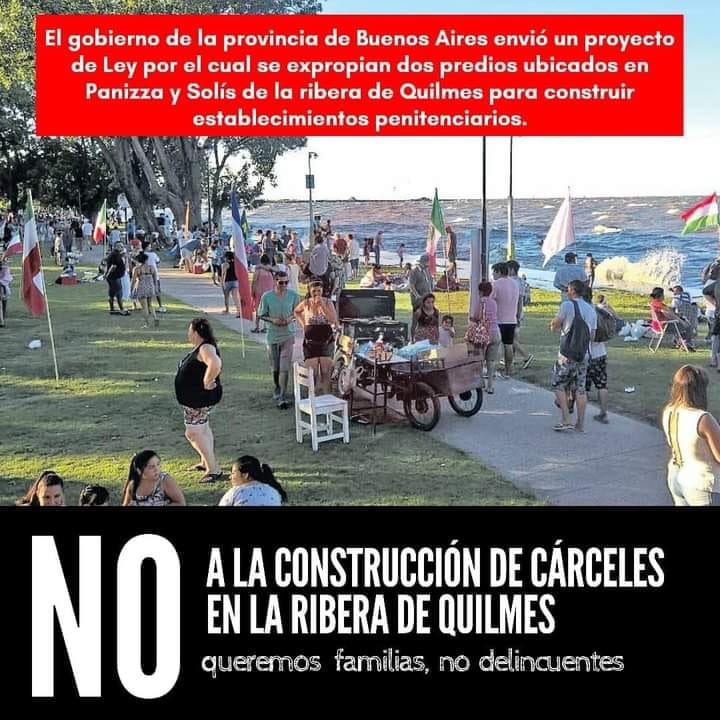 El gobierno de la provincia de Buenos Aires envió un proyecto
de Ley por el cual se expropian dos predios ubicados en
Panizza y Solís de la ribera de Quilmes para construir
establecimientos penitenciarios.
NO
A LA CONSTRUCCIÓN DE CÁRCELES
EN LA RIBERA DE QUILMES
queremos familias, no delincuentes